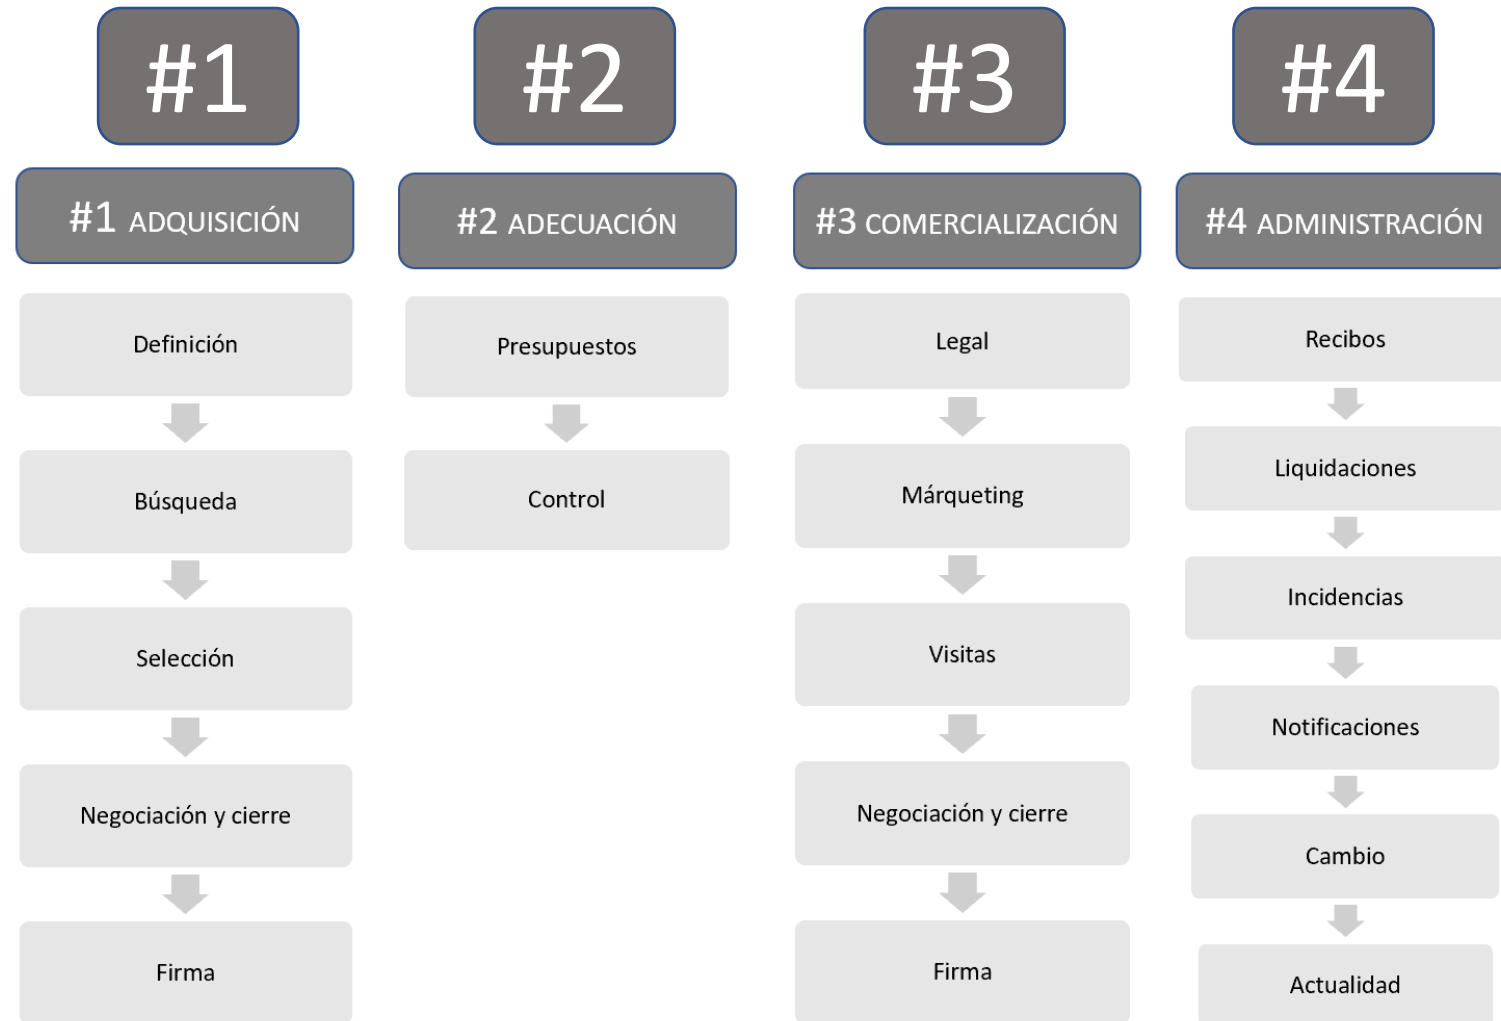 #1
#2
#3
#4
#1 ADQUISICIÓN
#2 ADECUACIÓN
#3 COMERCIALIZACIÓN
#4 ADMINISTRACIÓN
Definición
Búsqueda
Selección
Negociación y cierre
Firma
Presupuestos
Control
Legal
Márqueting
Visitas
Negociación y cierre
Firma
Recibos
Liquidaciones
Incidencias
Notificaciones
Cambio
Actualidad